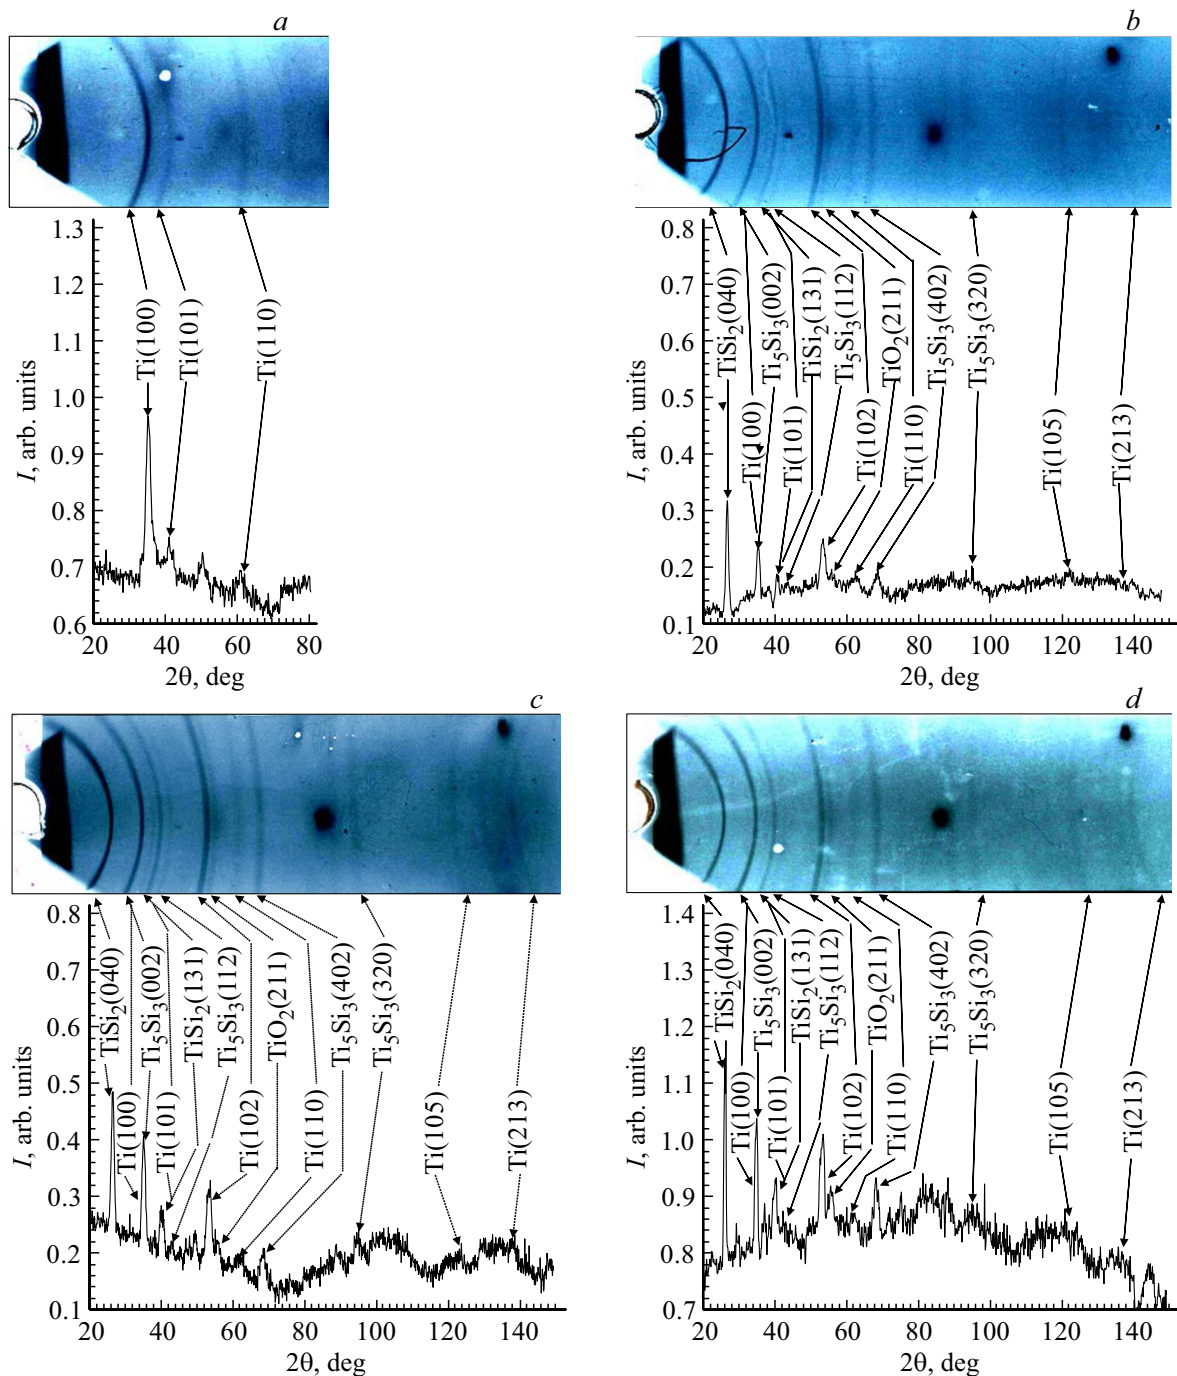 a
1.3
1.2
1.1
1.0
0.9
0.8
0.7
0.6
I, arb. units
Ti(100)
Ti(101)
Ti(110)
20 40 60 80
2θ, deg
b
0.8
0.7
0.6
0.5
0.4
0.3
0.2
0.1
I, arb. units
TiSi2(040)
Ti(100)
Ti5Si3(002)
Ti(101)
TiSi2(131)
Ti5Si3(112)
Ti(102)
TiO2(211)
Ti(110)
Ti5Si3(402)
Ti5Si3(320)
Ti(105)
Ti(213)
20 40 60 80 100 120 140
2θ, deg
c
0.8
0.7
0.6
0.5
0.4
0.3
0.2
0.1
I, arb. units
TiSi2(040)
Ti(100)
Ti5Si3(002)
Ti(101)
TiSi2(131)
Ti5Si3(112)
Ti(102)
TiO2(211)
Ti(110)
Ti5Si3(402)
Ti5Si3(320)
Ti(105)
Ti(213)
20 40 60 80 100 120 140
2θ, deg
d
1.4
1.3
1.2
1.1
1.0
0.9
0.8
0.7
I, arb. units
TiSi2(040)
Ti(100)
Ti5Si3(002)
Ti(101)
TiSi2(131)
Ti5Si3(112)
Ti(102)
TiO2(211)
Ti(110)
Ti5Si3(402)
Ti5Si3(320)
Ti(105)
Ti(213)
20 40 60 80 100 120 140
2θ, deg